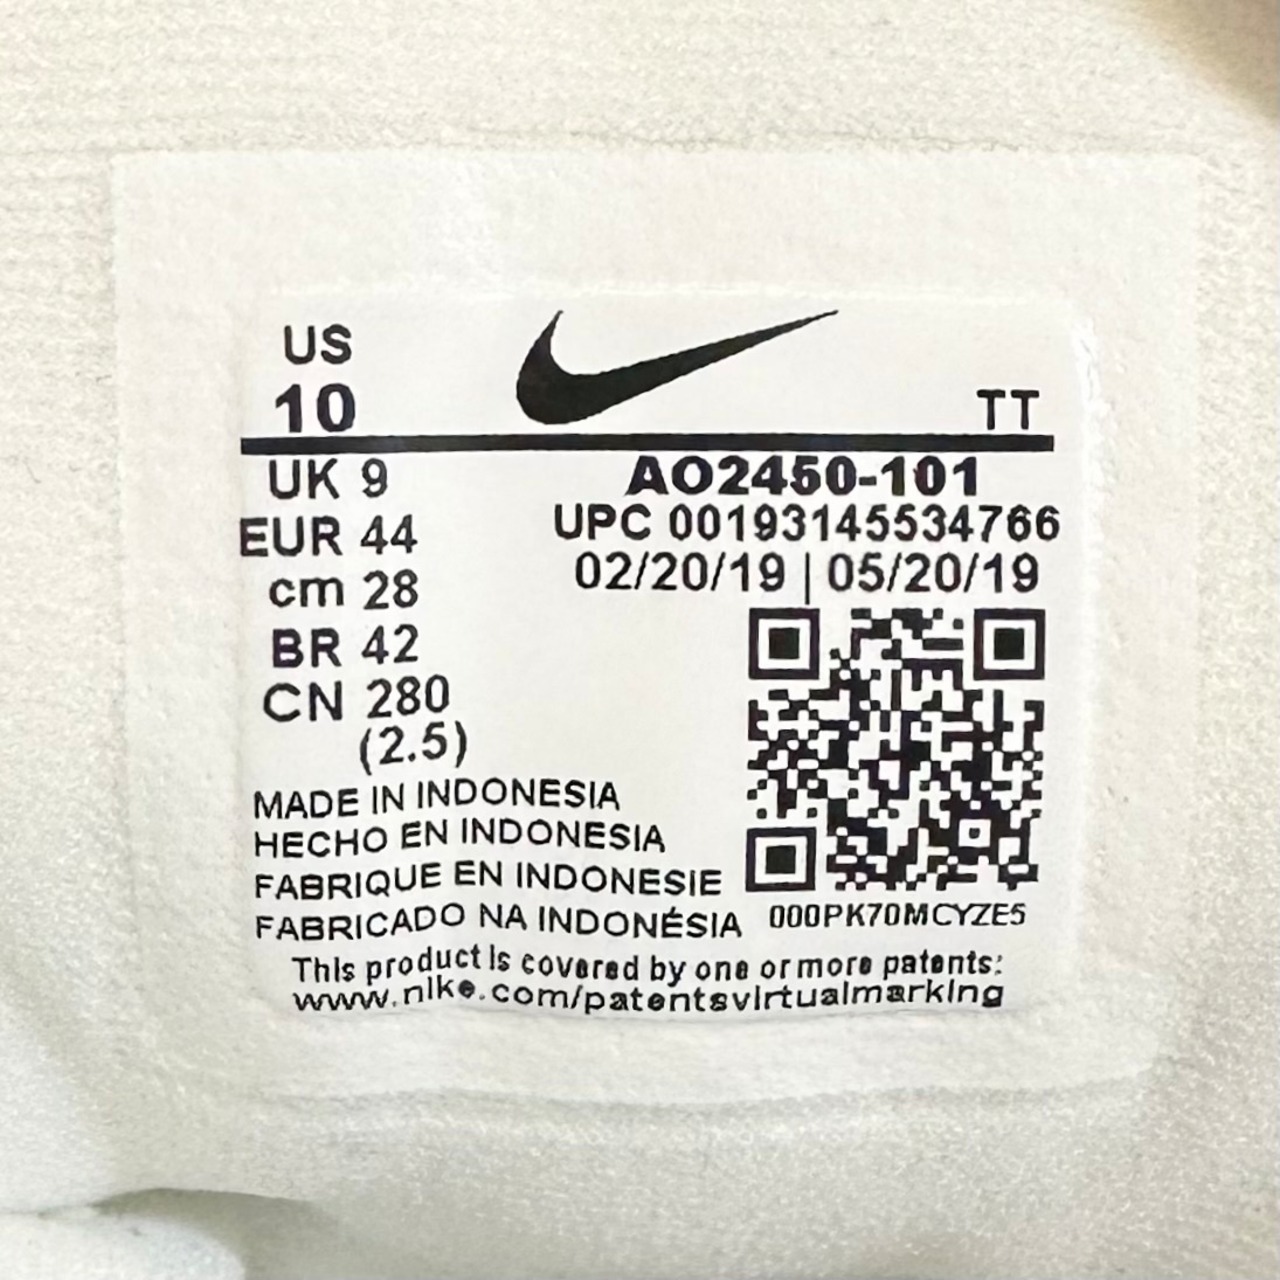 US
10
TT
UK 9
AO2450-101
EUR 44
UPC 00193145534766
cm 28
02/20/19 | 05/20/19
BR 42
CN 280
(2.5)
MADE IN INDONESIA
HECHO EN INDONESIA
FABRIQUE EN INDONESIE
FABRICADO NA INDONÉSIA
000PK70MCYZE5
This product is covered by one or more patents:
www.nike.com/patentsvirtualmarking